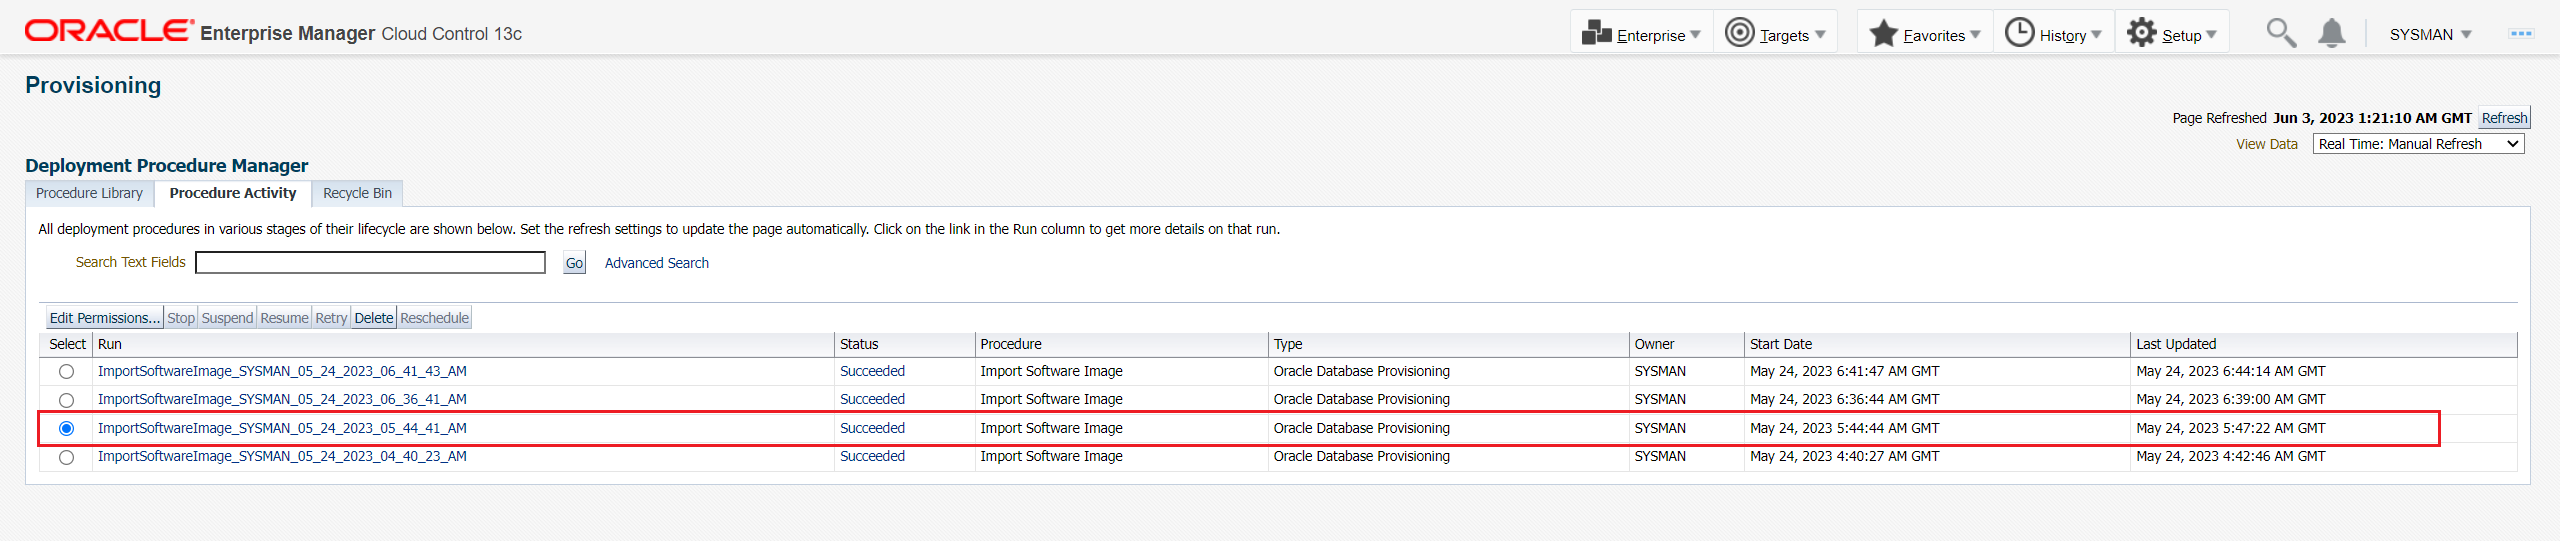 ORACLE Enterprise Manager Cloud Control 13c Enterprise Targets Favorites History Setup SYSMAN
Provisioning
Page Refreshed Jun 3, 2023 1:21:10 AM GMT Refresh
View Data Real Time: Manual Refresh
Deployment Procedure Manager
Procedure Library Procedure Activity Recycle Bin
All deployment procedures in various stages of their lifecycle are shown below. Set the refresh settings to update the page automatically. Click on the link in the Run column to get more details on that run.
Search Text Fields Go Advanced Search
Edit Permissions... Stop Suspend Resume Retry Delete Reschedule
Select Run Status Procedure Type Owner Start Date Last Updated
ImportSoftwareImage_SYSMAN_05_24_2023_06_41_43_AM Succeeded Import Software Image Oracle Database Provisioning SYSMAN May 24, 2023 6:41:47 AM GMT May 24, 2023 6:44:14 AM GMT
ImportSoftwareImage_SYSMAN_05_24_2023_06_36_41_AM Succeeded Import Software Image Oracle Database Provisioning SYSMAN May 24, 2023 6:36:44 AM GMT May 24, 2023 6:39:00 AM GMT
ImportSoftwareImage_SYSMAN_05_24_2023_05_44_41_AM Succeeded Import Software Image Oracle Database Provisioning SYSMAN May 24, 2023 5:44:44 AM GMT May 24, 2023 5:47:22 AM GMT
ImportSoftwareImage_SYSMAN_05_24_2023_04_40_23_AM Succeeded Import Software Image Oracle Database Provisioning SYSMAN May 24, 2023 4:40:27 AM GMT May 24, 2023 4:42:46 AM GMT